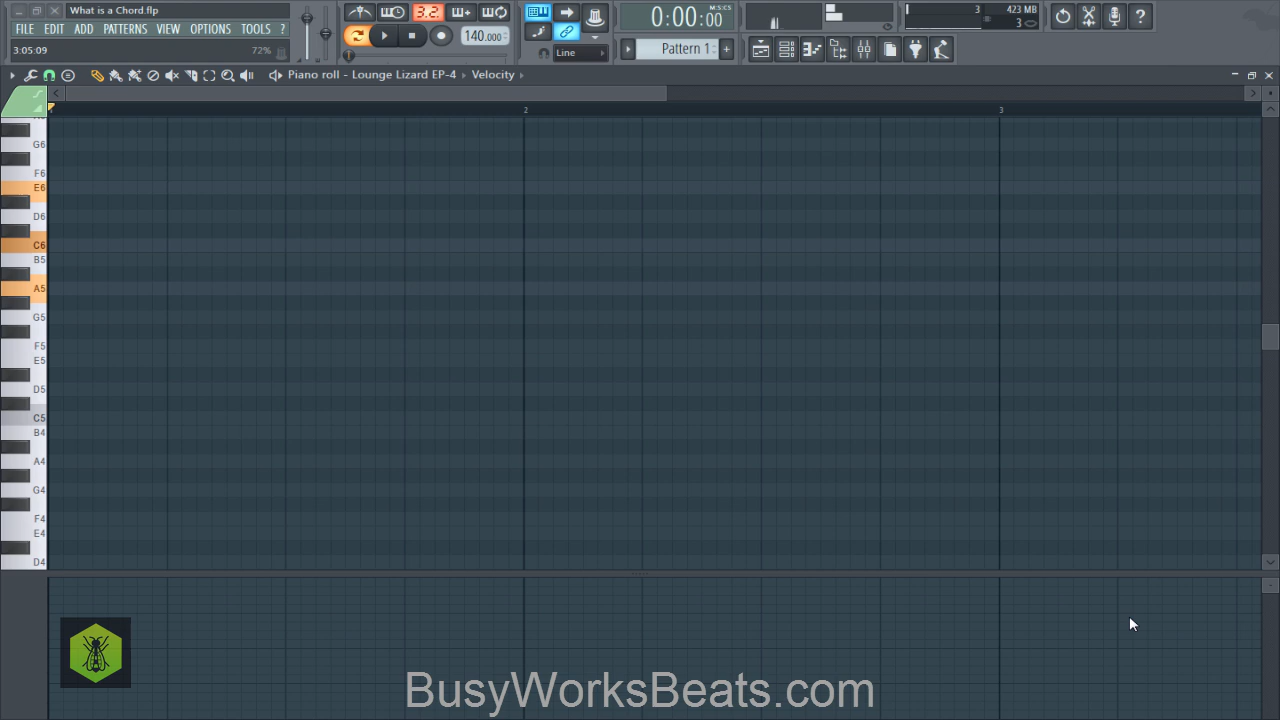 What is a Chord.flp
FILE EDIT ADD PATTERNS VIEW OPTIONS TOOLS ?
3:05:09 72%
3.2.
140.000
Line
M:S:CS
0:00:00
Pattern 1
3 423 MB
3
?
Piano roll - Lounge Lizard EP-4 Velocity
2 3
G6
F6
E6
D6
C6
B5
A5
G5
F5
E5
D5
C5
B4
A4
G4
F4
E4
D4
BusyWorksBeats.com